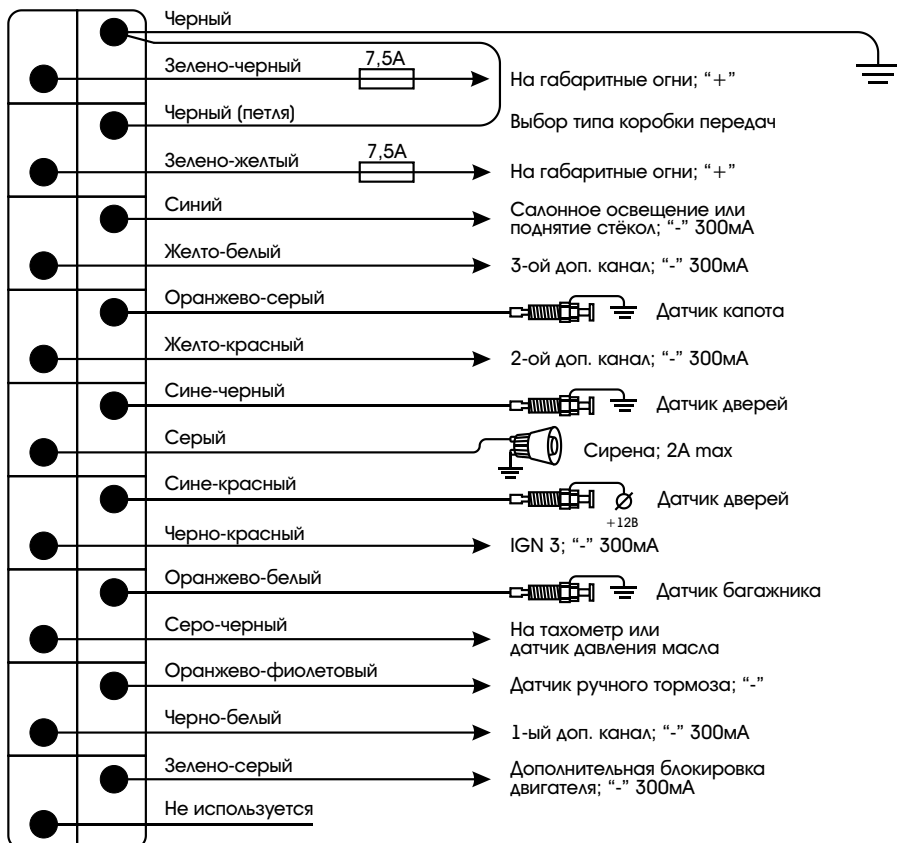 Черный
Зелено-черный
7,5А
На габаритные огни; “+”
Черный (петля)
Выбор типа коробки передач
Зелено-желтый
7,5А
На габаритные огни; “+”
Синий
Салонное освещение или
поднятие стёкол; “-” 300мА
Желто-белый
3-ой доп. канал; “-” 300мА
Оранжево-серый
Датчик капота
Желто-красный
2-ой доп. канал; “-” 300мА
Сине-черный
Датчик дверей
Серый
Сирена; 2А max
Сине-красный
Датчик дверей
+12В
Черно-красный
IGN 3; “-” 300мА
Оранжево-белый
Датчик багажника
Серо-черный
На тахометр или
датчик давления масла
Оранжево-фиолетовый
Датчик ручного тормоза; “-”
Черно-белый
1-ый доп. канал; “-” 300мА
Зелено-серый
Дополнительная блокировка
двигателя; “-” 300мА
Не используется